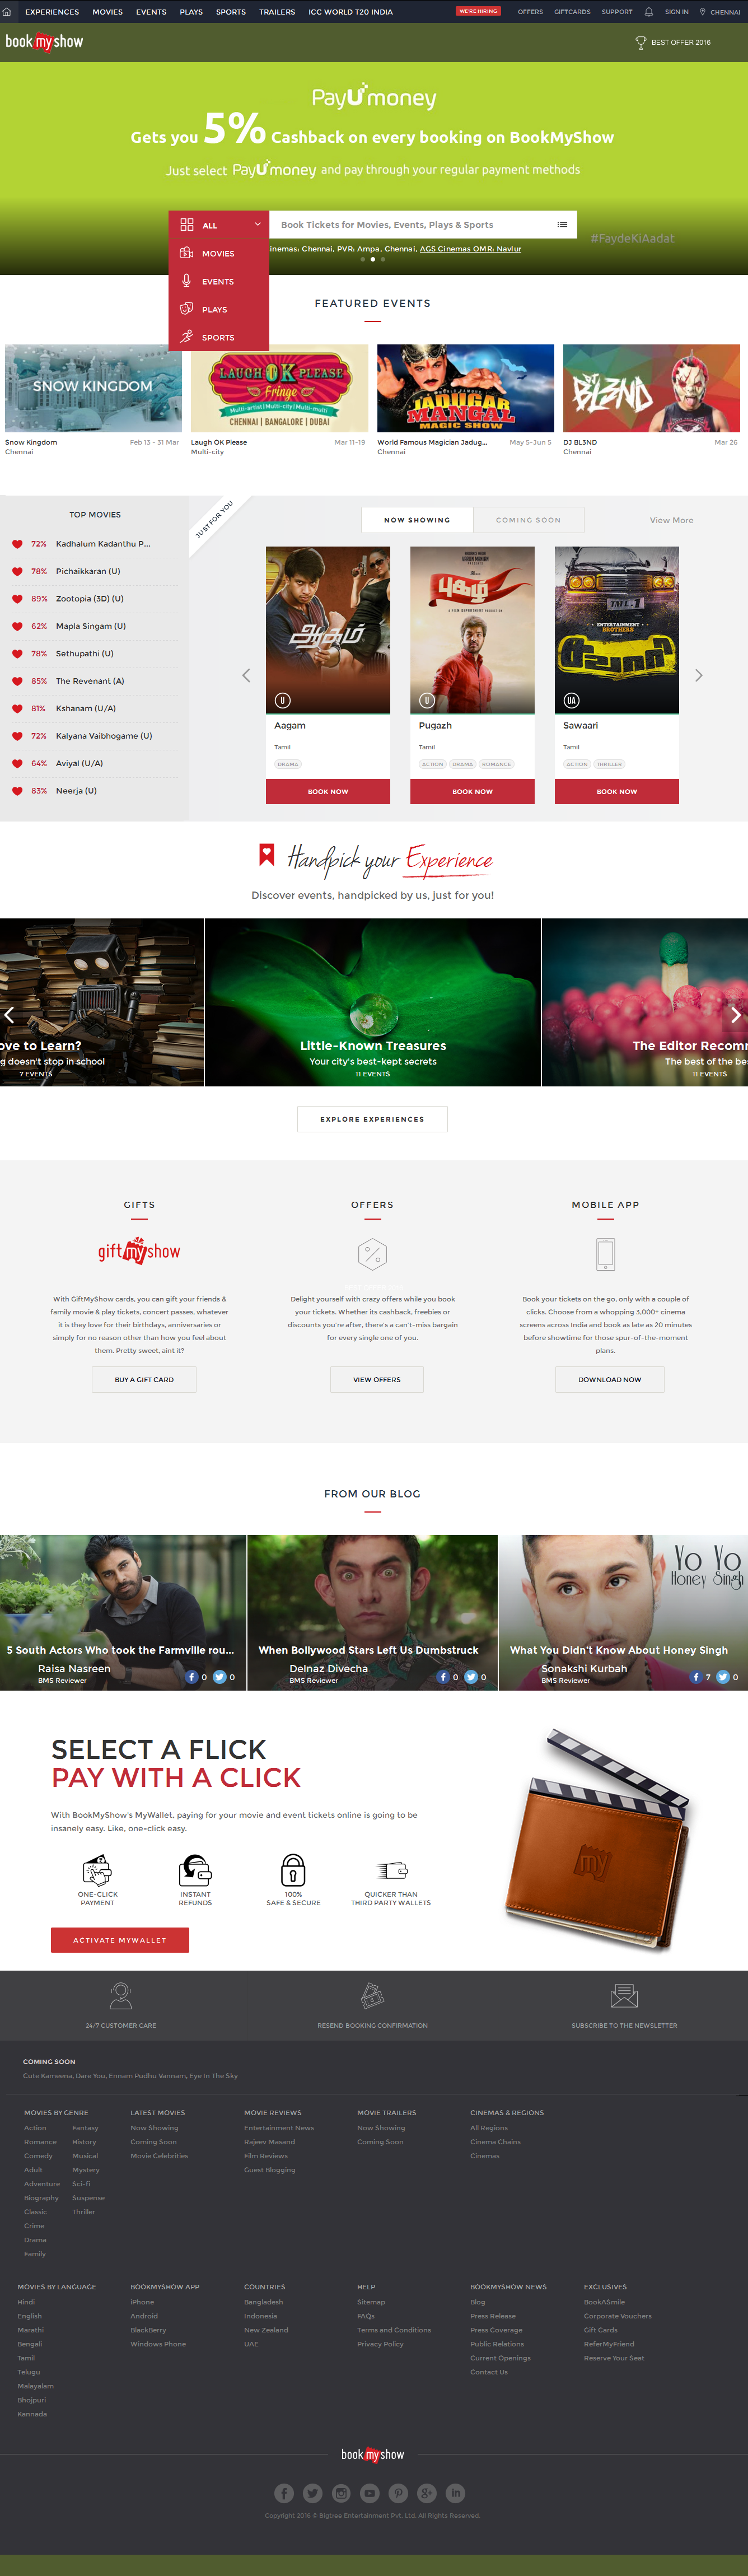 EXPERIENCES MOVIES EVENTS PLAYS SPORTS TRAILERS ICC WORLD T20 INDIA WE'RE HIRING OFFERS GIFTCARDS SUPPORT SIGN IN CHENNAI
book my show BEST OFFER 2016
PayUmoney
Gets you 5% Cashback on every booking on BookMyShow
Just select PayUmoney and pay through your regular payment methods
ALL Book Tickets for Movies, Events, Plays & Sports
#FaydeKiAadat
inemas: Chennai, PVR: Ampa, Chennai, AGS Cinemas OMR: Navlur
MOVIES
EVENTS
PLAYS
SPORTS
FEATURED EVENTS
SNOW KINGDOM
LAUGH OK PLEASE
Fringe
Multi-artist | Multi-city | Multi-multi
CHENNAI | BANGALORE | DUBAI
JADUGAR
MANGAL
MAGIC SHOW
DJ BL3ND
Snow Kingdom Feb 13 - 31 Mar
Chennai
Laugh OK Please Mar 11-19
Multi-city
World Famous Magician Jadug... May 5-Jun 5
Chennai
DJ BL3ND Mar 26
Chennai
TOP MOVIES
72% Kadhalum Kadanthu P...
78% Pichaikkaran (U)
89% Zootopia (3D) (U)
62% Mapla Singam (U)
78% Sethupathi (U)
85% The Revenant (A)
81% Kshanam (U/A)
72% Kalyana Vaibhogame (U)
64% Aviyal (U/A)
83% Neerja (U)
JUST FOR YOU
NOW SHOWING COMING SOON View More
ஆகம்
U
புகழ்
U
TATL.1
ENTERTAINMENT
BROTHERS
சவாரி
UA
Aagam
Tamil
DRAMA
BOOK NOW
Pugazh
Tamil
ACTION DRAMA ROMANCE
BOOK NOW
Sawaari
Tamil
ACTION THRILLER
BOOK NOW
Handpick your Experience
Discover events, handpicked by us, just for you!
ove to Learn?
g doesn't stop in school
7 EVENTS
Little-Known Treasures
Your city's best-kept secrets
11 EVENTS
The Editor Recomm
The best of the be
11 EVENTS
EXPLORE EXPERIENCES
GIFTS
gift my show
With GiftMyShow cards, you can gift your friends &
family movie & play tickets, concert passes, whatever
it is they love for their birthdays, anniversaries or
simply for no reason other than how you feel about
them. Pretty sweet, aint it?
BUY A GIFT CARD
OFFERS
Delight yourself with crazy offers while you book
your tickets. Whether its cashback, freebies or
discounts you're after, there's a can't-miss bargain
for every single one of you.
VIEW OFFERS
MOBILE APP
Book your tickets on the go, only with a couple of
clicks. Choose from a whopping 3,000+ cinema
screens across India and book as late as 20 minutes
before showtime for those spur-of-the-moment
plans.
DOWNLOAD NOW
FROM OUR BLOG
5 South Actors Who took the Farmville rou...
Raisa Nasreen
BMS Reviewer
0 0
When Bollywood Stars Left Us Dumbstruck
Delnaz Divecha
BMS Reviewer
0 0
Yo Yo
Honey Singh
What You Didn't Know About Honey Singh
Sonakshi Kurbah
BMS Reviewer
7 0
SELECT A FLICK
PAY WITH A CLICK
With BookMyShow's MyWallet, paying for your movie and event tickets online is going to be
insanely easy. Like, one-click easy.
ONE-CLICK
PAYMENT
INSTANT
REFUNDS
100%
SAFE & SECURE
QUICKER THAN
THIRD PARTY WALLETS
my
ACTIVATE MYWALLET
24/7 CUSTOMER CARE RESEND BOOKING CONFIRMATION SUBSCRIBE TO THE NEWSLETTER
COMING SOON
Cute Kameena, Dare You, Ennam Pudhu Vannam, Eye In The Sky
MOVIES BY GENRE
Action Fantasy
Romance History
Comedy Musical
Adult Mystery
Adventure Sci-fi
Biography Suspense
Classic Thriller
Crime
Drama
Family
LATEST MOVIES
Now Showing
Coming Soon
Movie Celebrities
MOVIE REVIEWS
Entertainment News
Rajeev Masand
Film Reviews
Guest Blogging
MOVIE TRAILERS
Now Showing
Coming Soon
CINEMAS & REGIONS
All Regions
Cinema Chains
Cinemas
MOVIES BY LANGUAGE
Hindi
English
Marathi
Bengali
Tamil
Telugu
Malayalam
Bhojpuri
Kannada
BOOKMYSHOW APP
iPhone
Android
BlackBerry
Windows Phone
COUNTRIES
Bangladesh
Indonesia
New Zealand
UAE
HELP
Sitemap
FAQs
Terms and Conditions
Privacy Policy
BOOKMYSHOW NEWS
Blog
Press Release
Press Coverage
Public Relations
Current Openings
Contact Us
EXCLUSIVES
BookASmile
Corporate Vouchers
Gift Cards
ReferMyFriend
Reserve Your Seat
book my show
Copyright 2016 © Bigtree Entertainment Pvt. Ltd. All Rights Reserved.